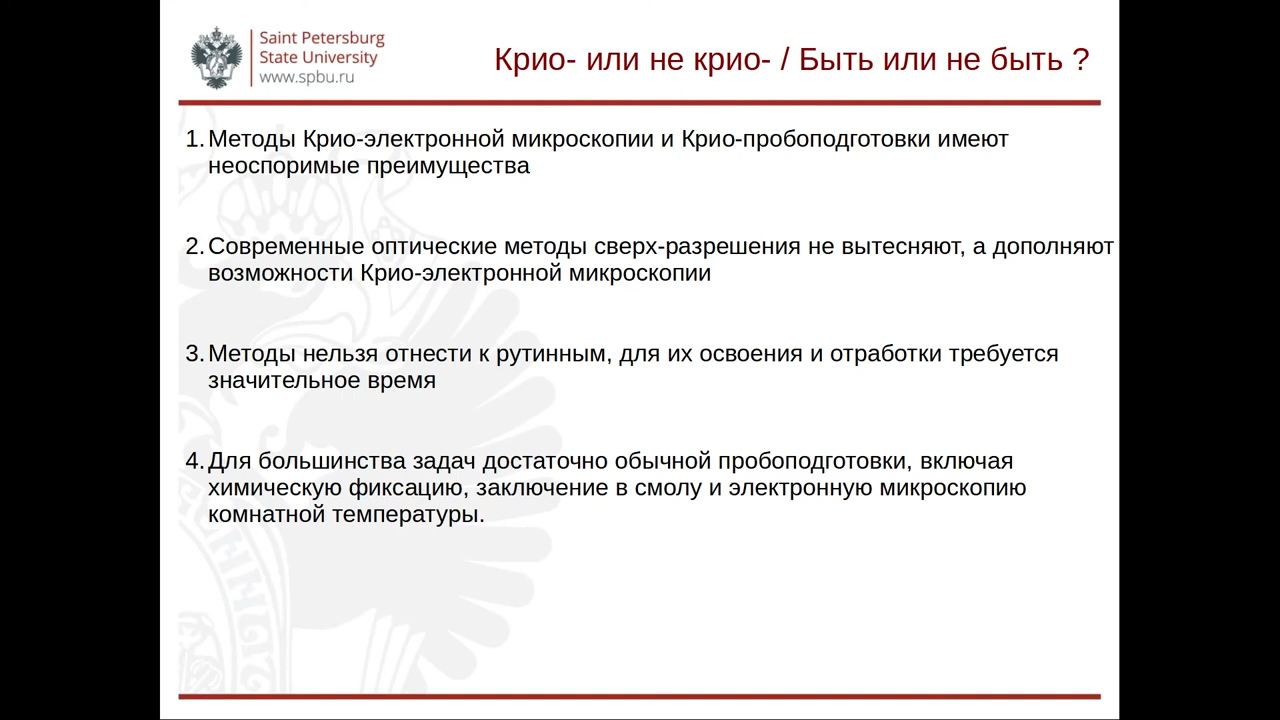 Saint Petersburg
State University
www.spbu.ru
Крио- или не крио- / Быть или не быть ?
1. Методы Крио-электронной микроскопии и Крио-пробоподготовки имеют
неоспоримые преимущества
2. Современные оптические методы сверх-разрешения не вытесняют, а дополняют
возможности Крио-электронной микроскопии
3. Методы нельзя отнести к рутинным, для их освоения и отработки требуется
значительное время
4. Для большинства задач достаточно обычной пробоподготовки, включая
химическую фиксацию, заключение в смолу и электронную микроскопию
комнатной температуры.